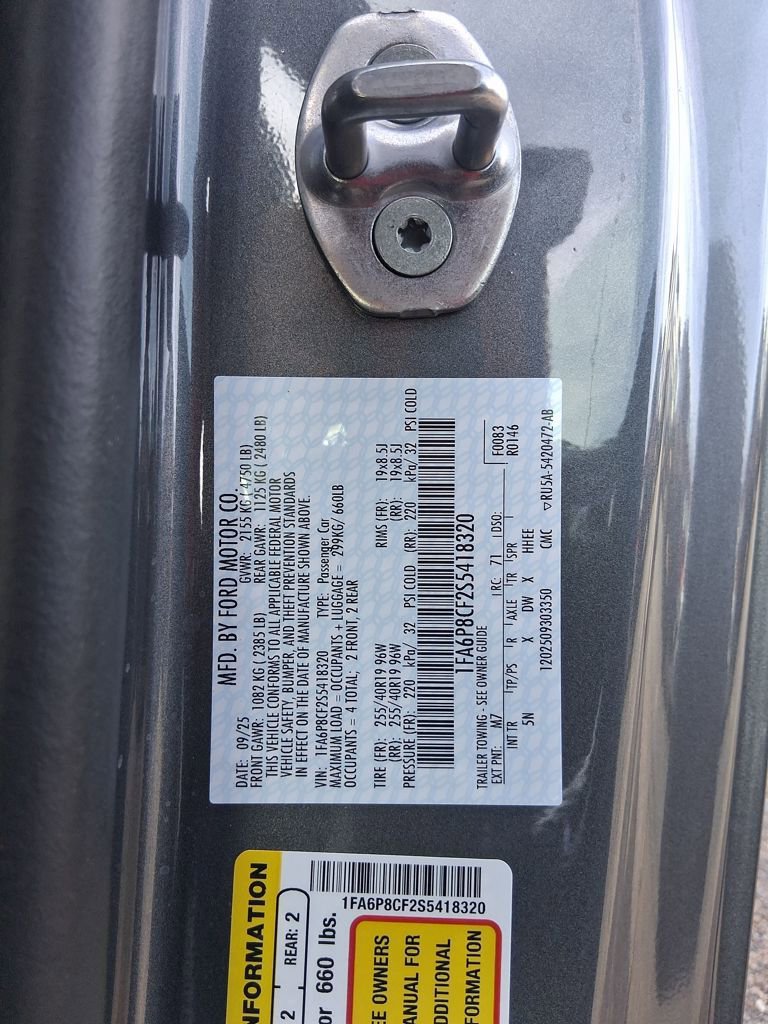 MFD. BY FORD MOTOR CO.
DATE: 09/25 GVWR: 2155 KG ( 4750 LB)
FRONT GAWR: 1082 KG ( 2385 LB) REAR GAWR: 1125 KG ( 2480 LB)
THIS VEHICLE CONFORMS TO ALL APPLICABLE FEDERAL MOTOR
VEHICLE SAFETY, BUMPER, AND THEFT PREVENTION STANDARDS
IN EFFECT ON THE DATE OF MANUFACTURE SHOWN ABOVE.
VIN: 1FA6P8CF2S5418320 TYPE: Passenger Car
MAXIMUM LOAD = OCCUPANTS + LUGGAGE = 299KG/ 660LB
OCCUPANTS = 4 TOTAL; 2 FRONT, 2 REAR
TIRE (FR): 255/40R19 96W RIMS (FR): 19x8.5J
(RR): 255/40R19 96W (RR): 19x8.5J
PRESSURE (FR): 220 kPa/ 32 PSI COLD (RR): 220 kPa/ 32 PSI COLD
1FA6P8CF2S5418320
TRAILER TOWING - SEE OWNER GUIDE
F0083
EXT PNT: M7 RC: 71 DSO: R0146
INT TR TP/PS R AXLE TR SPR
5N X DW X HHEE
1202509303350 CMC ▽RU5A-5420472-AB
1FA6P8CF2S5418320
NFORMATION
2 REAR: 2
or 660 lbs.
EE OWNERS
ANUAL FOR
DDITIONAL
FORMATION